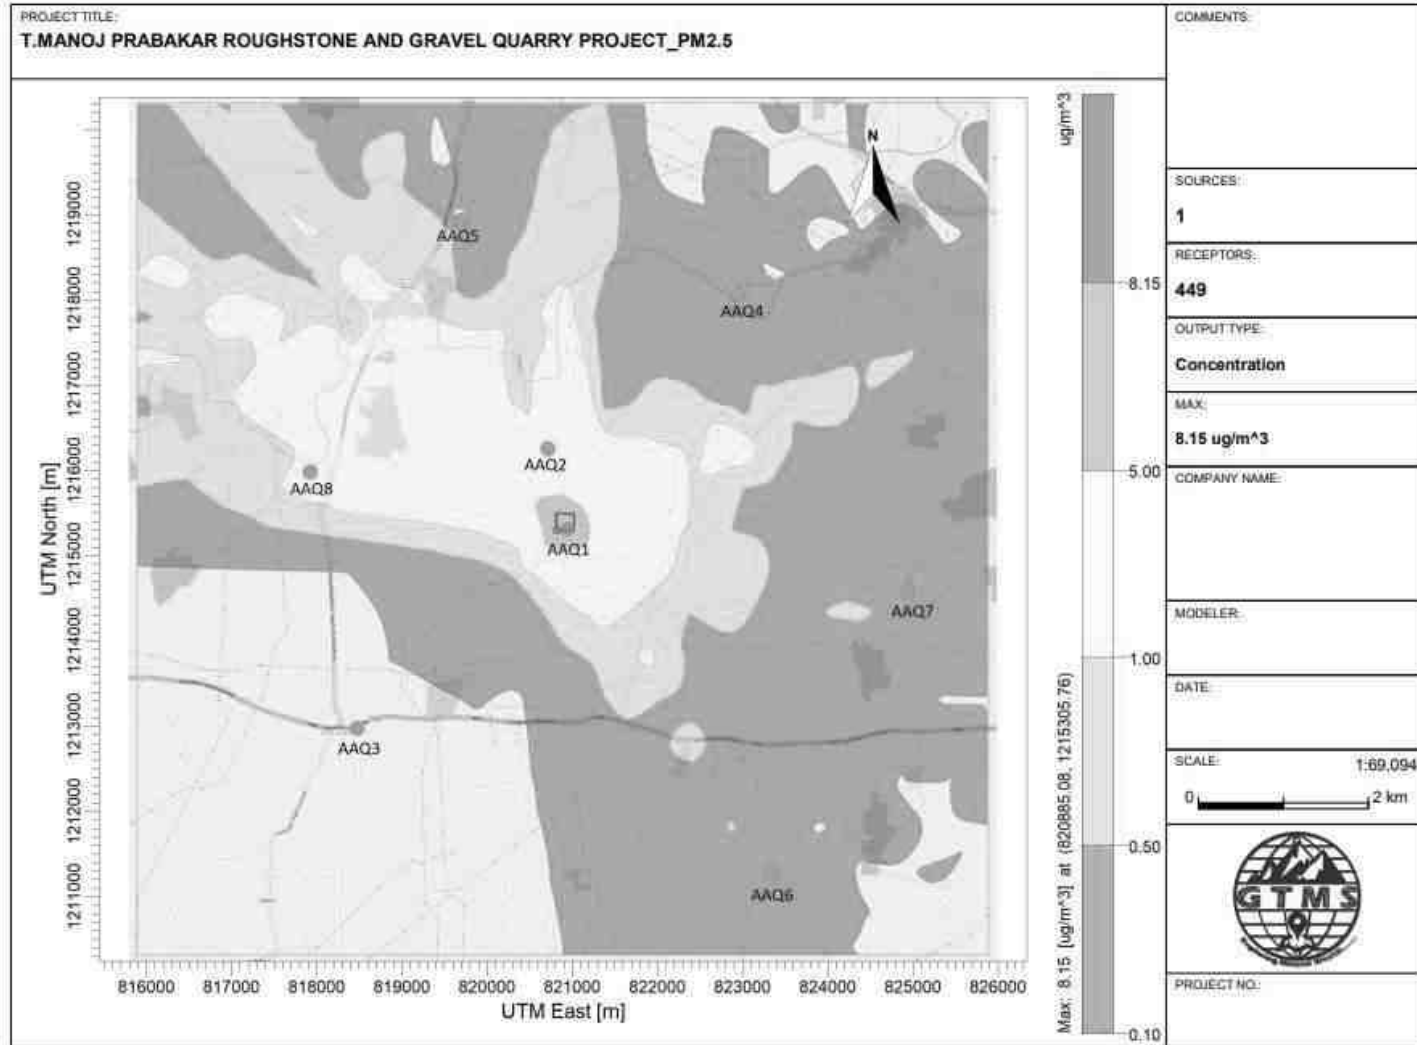 PROJECT TITLE:
T.MANOJ PRABAKAR ROUGHSTONE AND GRAVEL QUARRY PROJECT_PM2.5
COMMENTS:
SOURCES:
1
RECEPTORS:
449
OUTPUT TYPE:
Concentration
MAX:
8.15 ug/m^3
COMPANY NAME:
MODELER:
DATE:
SCALE:
1:69,094
0
2 km
G T M S
PROJECT NO.:
N
AAQ5
AAQ4
AAQ2
AAQ8
AAQ1
AAQ7
AAQ3
AAQ6
UTM North [m]
1219000
1218000
1217000
1216000
1215000
1214000
1213000
1212000
1211000
816000 817000 818000 819000 820000 821000 822000 823000 824000 825000 826000
UTM East [m]
ug/m^3
8.15
5.00
1.00
0.50
0.10
Max: 8.15 [ug/m^3] at (820885.08, 1215305.76)